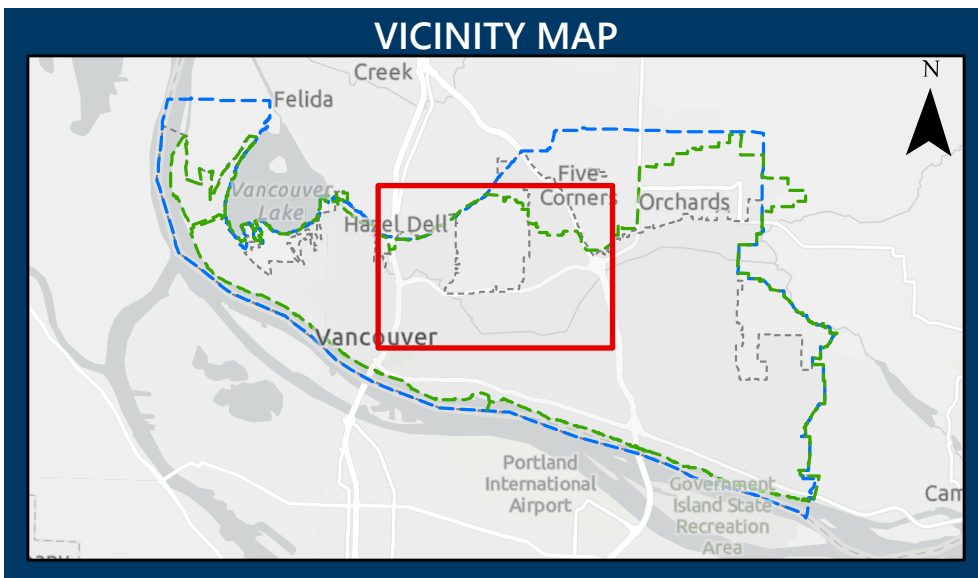 VICINITY MAP
Creek
N
Felida
Five
Corners
Vancouver
Lake
Orchards
Hazel Dell
Vancouver
Portland
International
Airport
Government
Island State
Recreation
Area
Cam